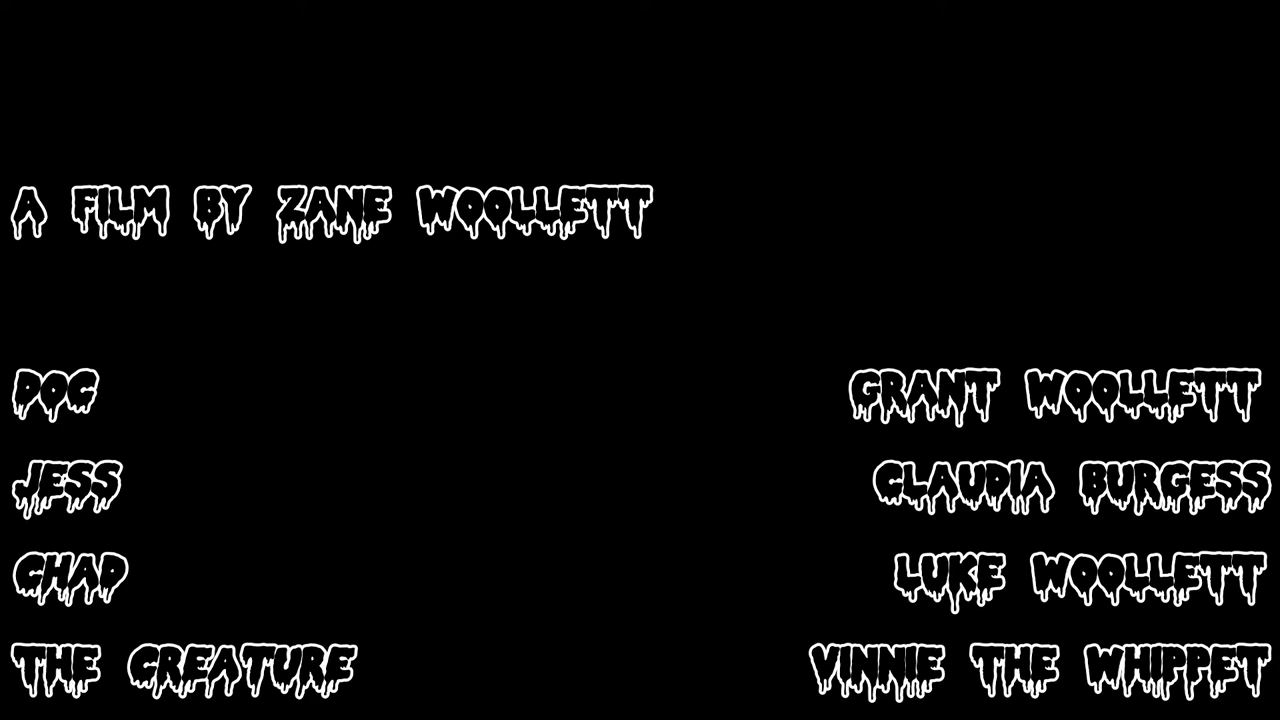 A FILM BY ZANE WOOLLETT
DOC GRANT WOOLLETT
JESS CLAUDIA BURGESS
CHAD LUKE WOOLLETT
THE CREATURE VINNIE THE WHIPPET